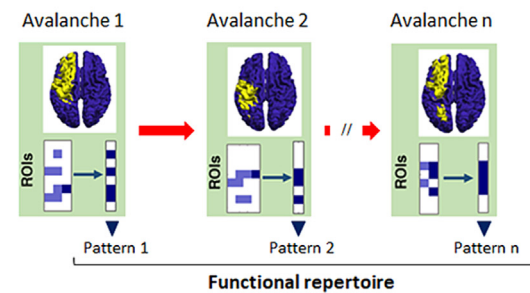 Avalanche 1 Avalanche 2 Avalanche n
//
ROIs ROIs ROIs
Pattern 1 Pattern 2 Pattern n
Functional repertoire